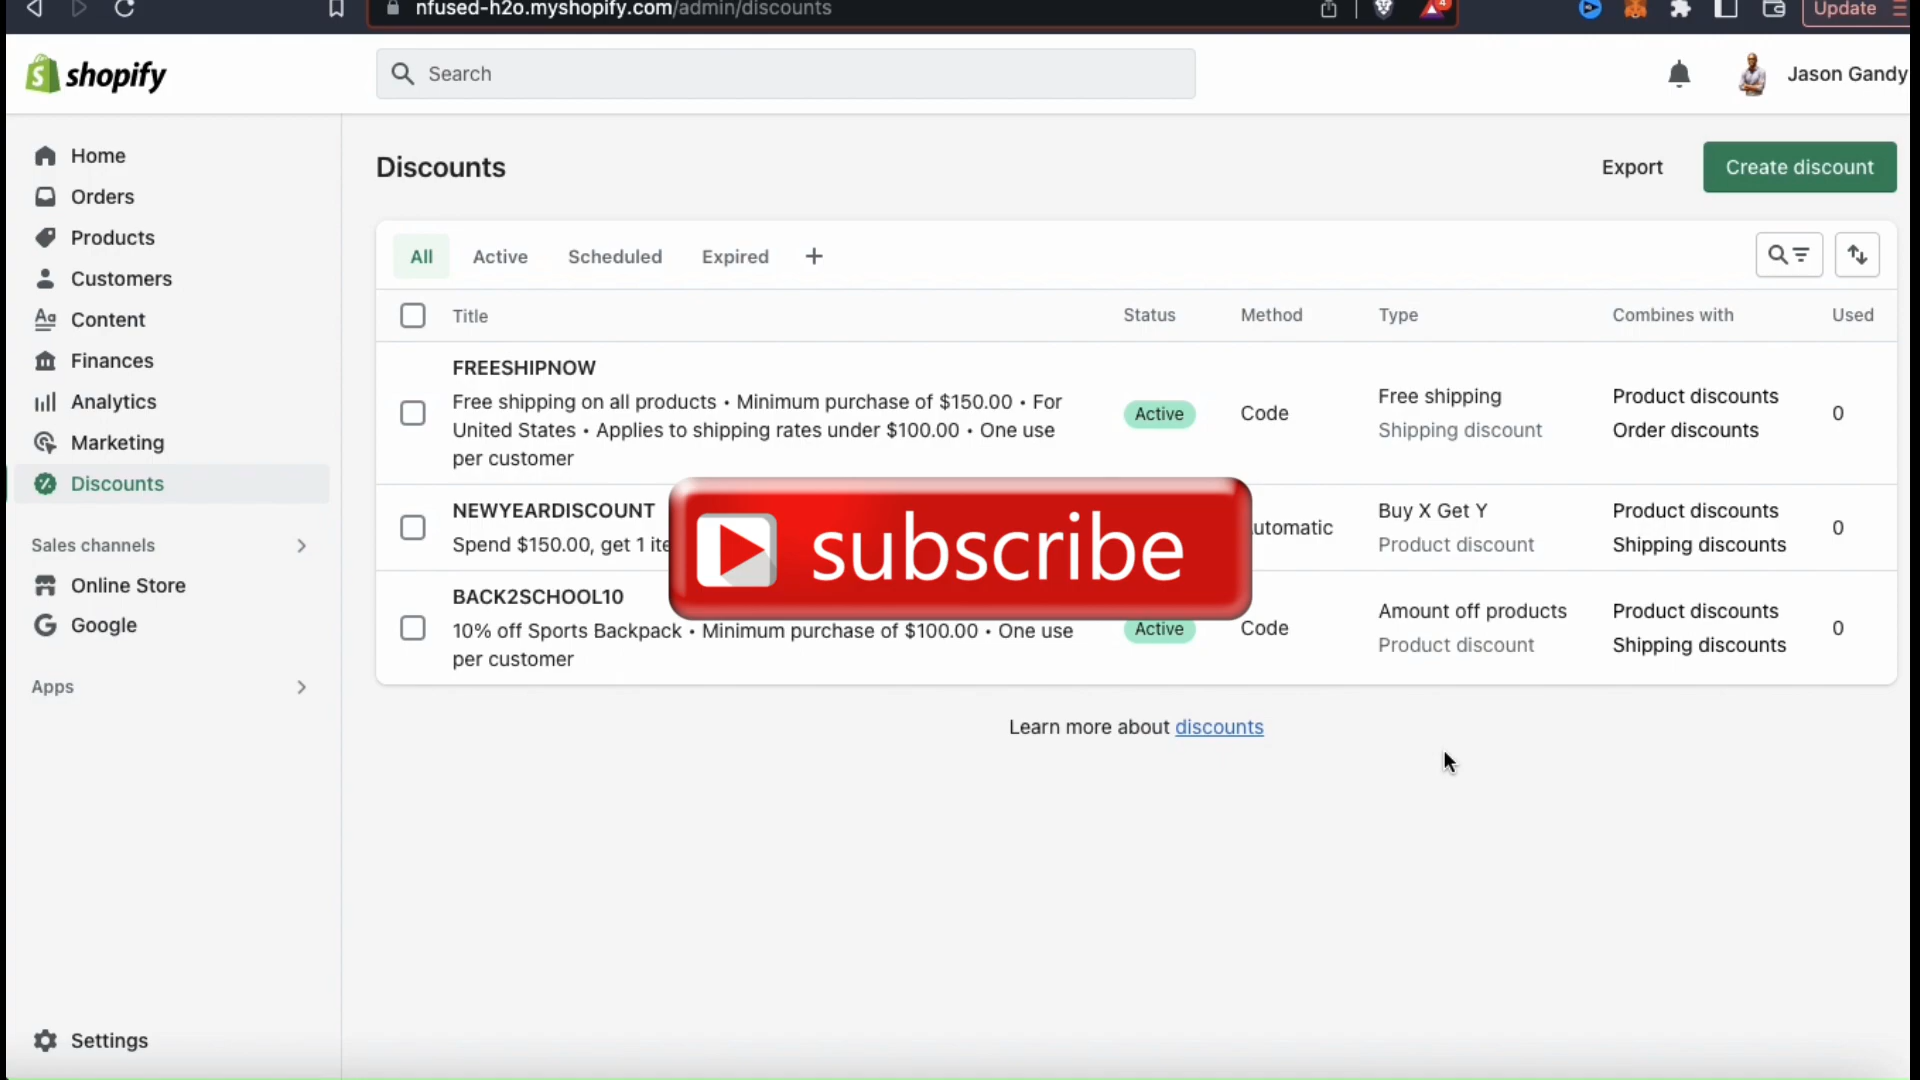 nfused-h2o.myshopify.com/admin/discounts
4
Update
shopify
Search
Jason Gandy
Home
Orders
Products
Customers
Content
Finances
Analytics
Marketing
Discounts
Sales channels
Online Store
Google
Apps
Settings
Discounts
Export
Create discount
All
Active
Scheduled
Expired
Title
Status
Method
Type
Combines with
Used
FREESHIPNOW
Free shipping on all products • Minimum purchase of $150.00 • For
United States • Applies to shipping rates under $100.00 • One use
per customer
Active
Code
Free shipping
Shipping discount
Product discounts
Order discounts
0
NEWYEARDISCOUNT
Spend $150.00, get 1 ite
utomatic
Buy X Get Y
Product discount
Product discounts
Shipping discounts
0
subscribe
BACK2SCHOOL10
10% off Sports Backpack • Minimum purchase of $100.00 • One use
per customer
Active
Code
Amount off products
Product discount
Product discounts
Shipping discounts
0
Learn more about discounts